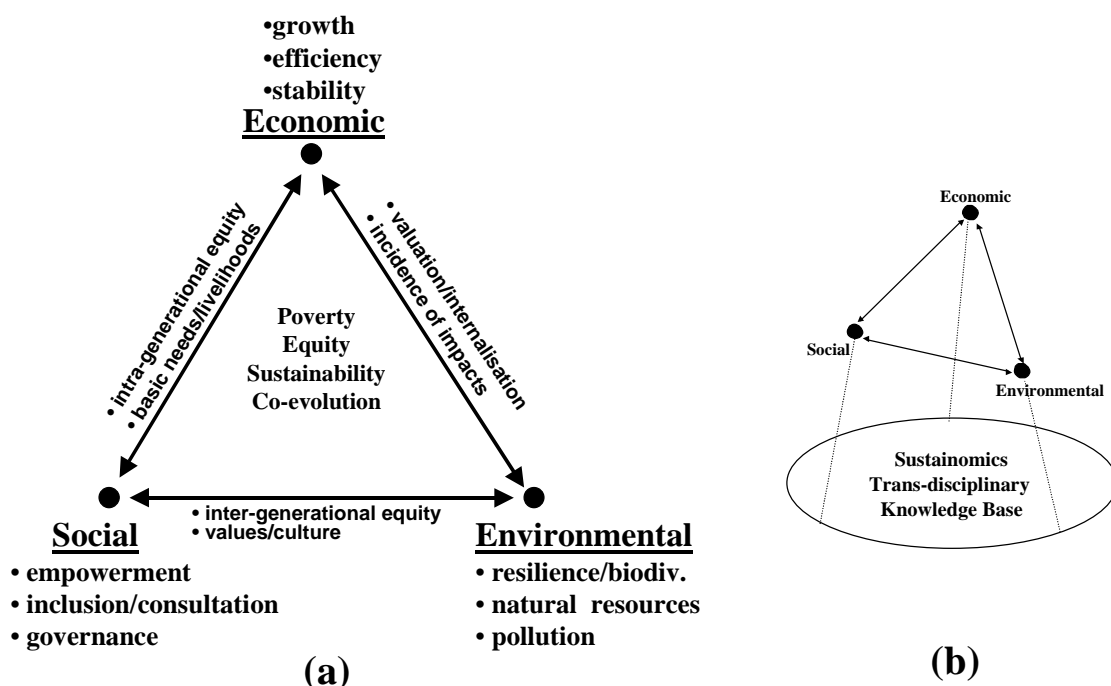 •growth
•efficiency
•stability
Economic
• intra-generational equity
• basic needs/livelihoods
• valuation/internalisation
• incidence of impacts
Poverty
Equity
Sustainability
Co-evolution
• inter-generational equity
• values/culture
Social
• empowerment
• inclusion/consultation
• governance
Environmental
• resilience/biodiv.
• natural resources
• pollution
(a)
Economic
Social
Environmental
Sustainomics
Trans-disciplinary
Knowledge Base
(b)